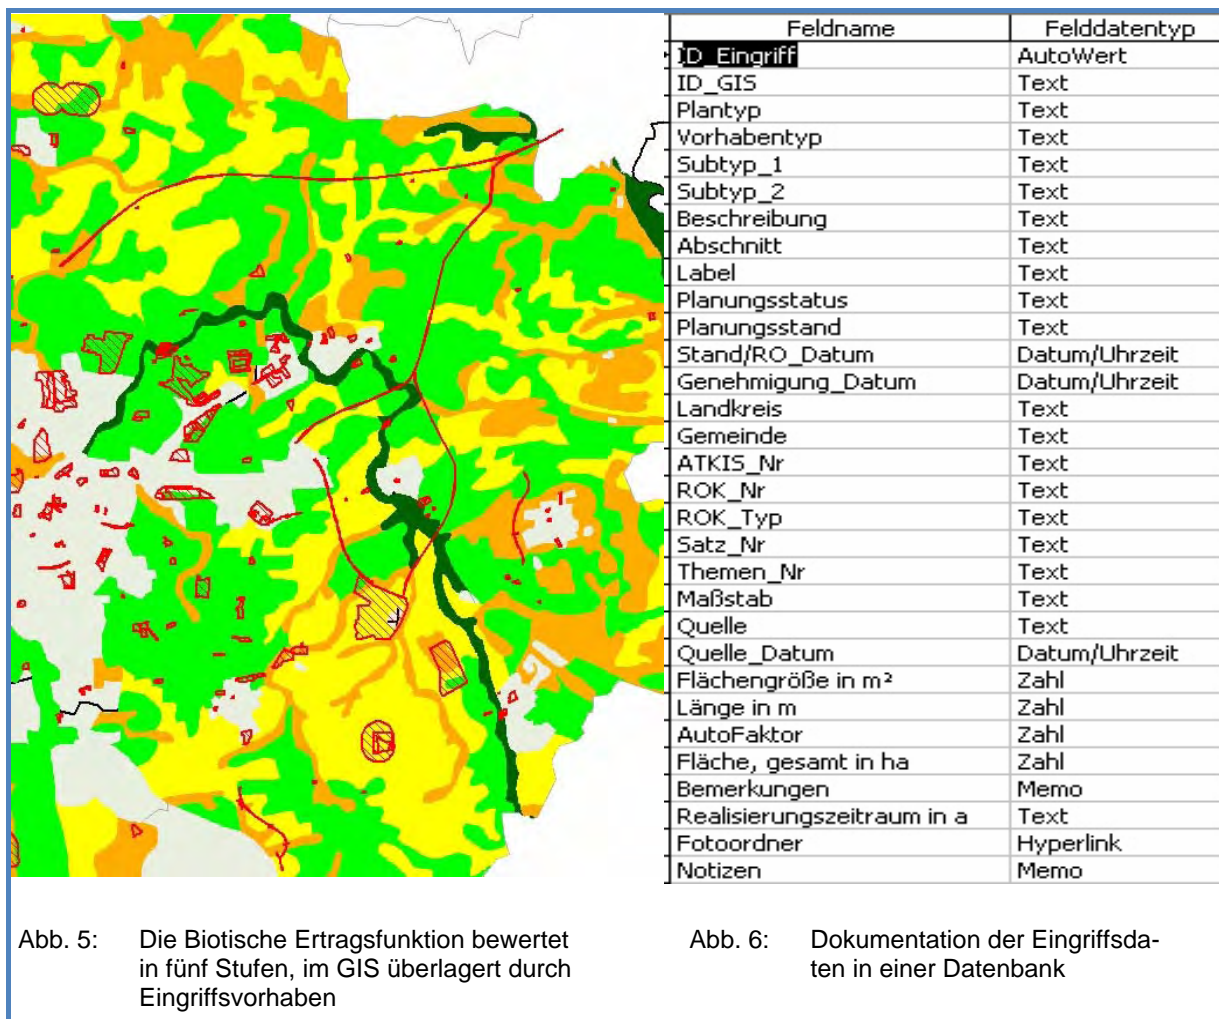 Feldname Felddatentyp
ID_Eingriff AutoWert
ID_GIS Text
Plantyp Text
Vorhabentyp Text
Subtyp_1 Text
Subtyp_2 Text
Beschreibung Text
Abschnitt Text
Label Text
Planungsstatus Text
Planungsstand Text
Stand/RO_Datum Datum/Uhrzeit
Genehmigung_Datum Datum/Uhrzeit
Landkreis Text
Gemeinde Text
ATKIS_Nr Text
ROK_Nr Text
ROK_Typ Text
Satz_Nr Text
Themen_Nr Text
Maßstab Text
Quelle Text
Quelle_Datum Datum/Uhrzeit
Flächengröße in m² Zahl
Länge in m Zahl
AutoFaktor Zahl
Fläche, gesamt in ha Zahl
Bemerkungen Memo
Realisierungszeitraum in a Text
Fotoordner Hyperlink
Notizen Memo
Abb. 5: Die Biotische Ertragsfunktion bewertet
in fünf Stufen, im GIS überlagert durch
Eingriffsvorhaben
Abb. 6: Dokumentation der Eingriffsda-
ten in einer Datenbank